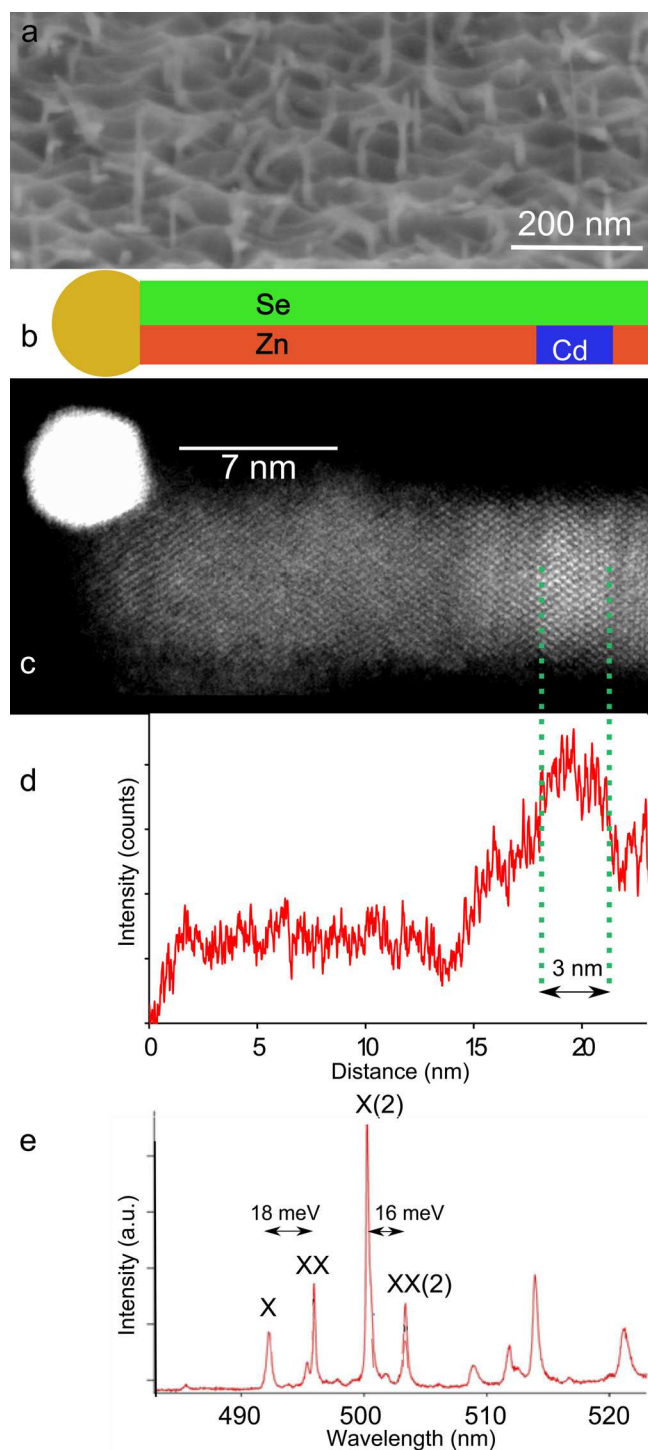 a
200 nm
b
Se
Zn
Cd
7 nm
c
d
Intensity (counts)
3 nm
0 5 10 15 20
Distance (nm)
e
X(2)
18 meV
16 meV
XX
XX(2)
X
Intensity (a.u.)
490 500 510 520
Wavelength (nm)